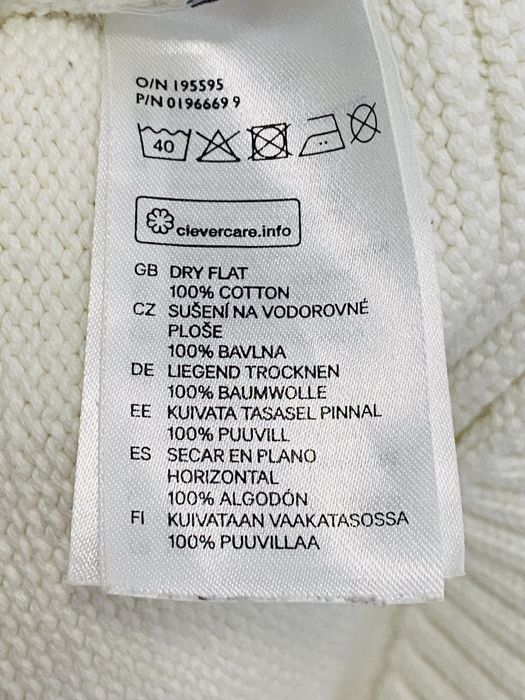 O/N 195595
P/N 0196669 9
40
clevercare.info
GB DRY FLAT
100% COTTON
CZ SUŠENÍ NA VODOROVNÉ
PLOŠE
100% BAVLNA
DE LIEGEND TROCKNEN
100% BAUMWOLLE
EE KUIVATA TASASEL PINNAL
100% PUUVILL
ES SECAR EN PLANO
HORIZONTAL
100% ALGODÓN
FI KUIVATAAN VAAKATASOSSA
100% PUUVILLAA